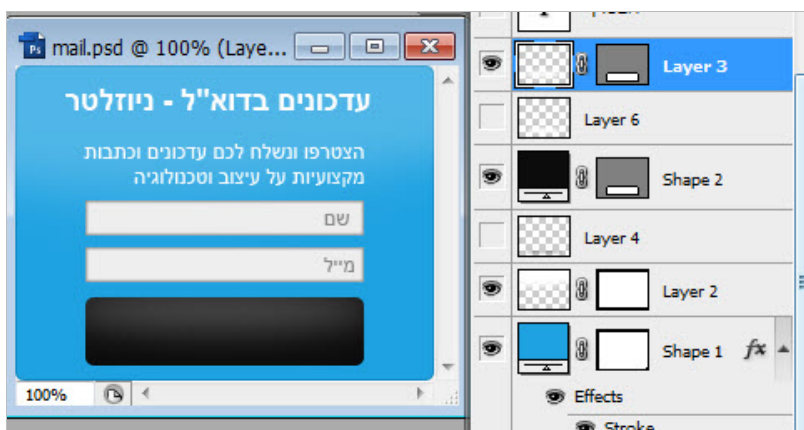 mail.psd @ 100% (Laye...
עדכונים בדוא"ל - ניוזלטר
הצטרפו ונשלח לכם עדכונים וכתבות
מקצועיות על עיצוב וטכנולוגיה
שם
מייל
100%
Layer 3
Layer 6
Shape 2
Layer 4
Layer 2
Shape 1 fx
Effects
Stroke